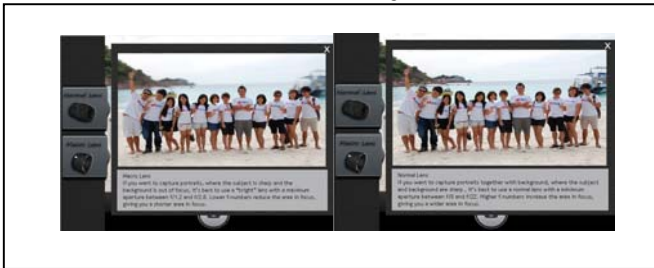 X
Normal Lens
Macro Lens
Macro Lens
If you want to capture portraits, where the subject is sharp and the
background is out of focus, it's best to use a "bright" lens with a minimum
aperture between f/1.2 and f/2.8. Lower f-numbers reduce the area in focus,
giving you a shorter area in focus.
X
Normal Lens
Macro Lens
Normal Lens
If you want to capture portraits together with background, where the subject
and background are sharp , it's best to use a normal lens with a minimum
aperture between f/8 and f/22. Higher f-numbers increase the area in focus,
giving you a wider area in focus.